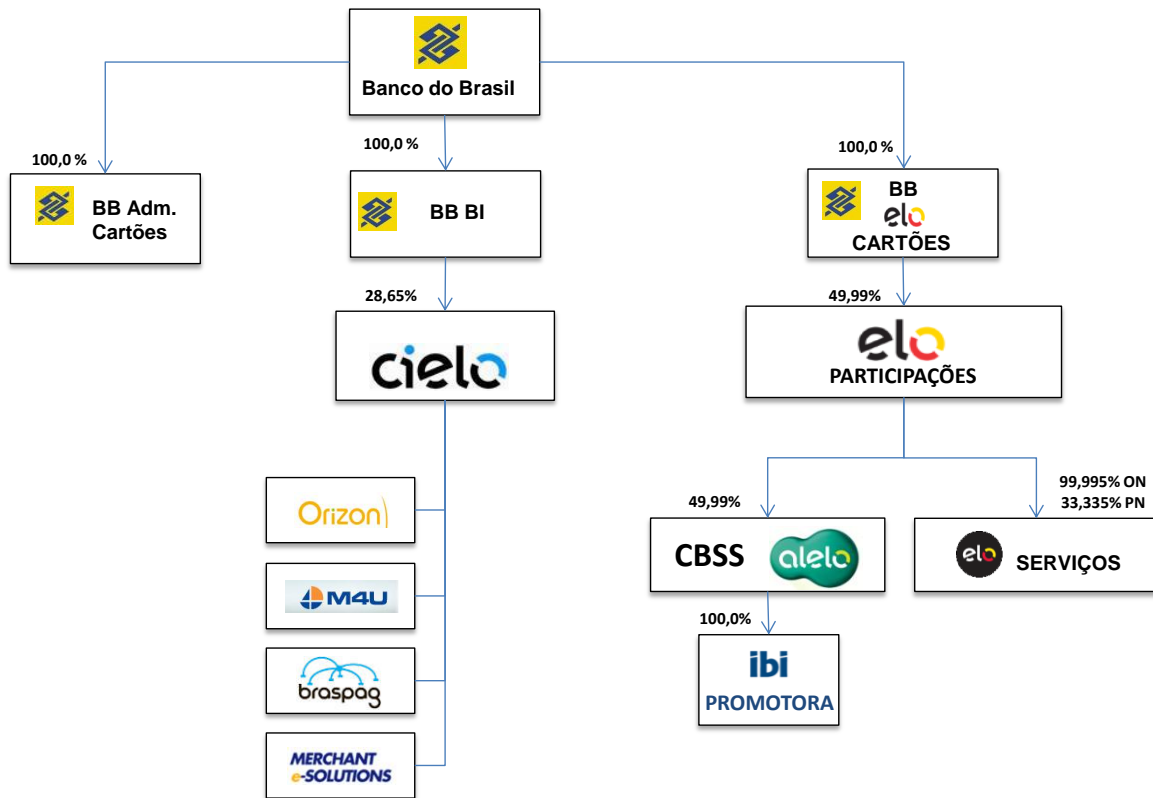 Banco do Brasil
100,0 %
100,0 %
100,0 %
BB Adm.
Cartões
BB BI
BB
elo
CARTÕES
28,65%
49,99%
cielo
elo
PARTICIPAÇÕES
49,99%
99,995% ON
33,335% PN
Orizon
CBSS
alelo
elo
SERVIÇOS
M4U
100,0%
braspag
ibi
PROMOTORA
MERCHANT
e-SOLUTIONS